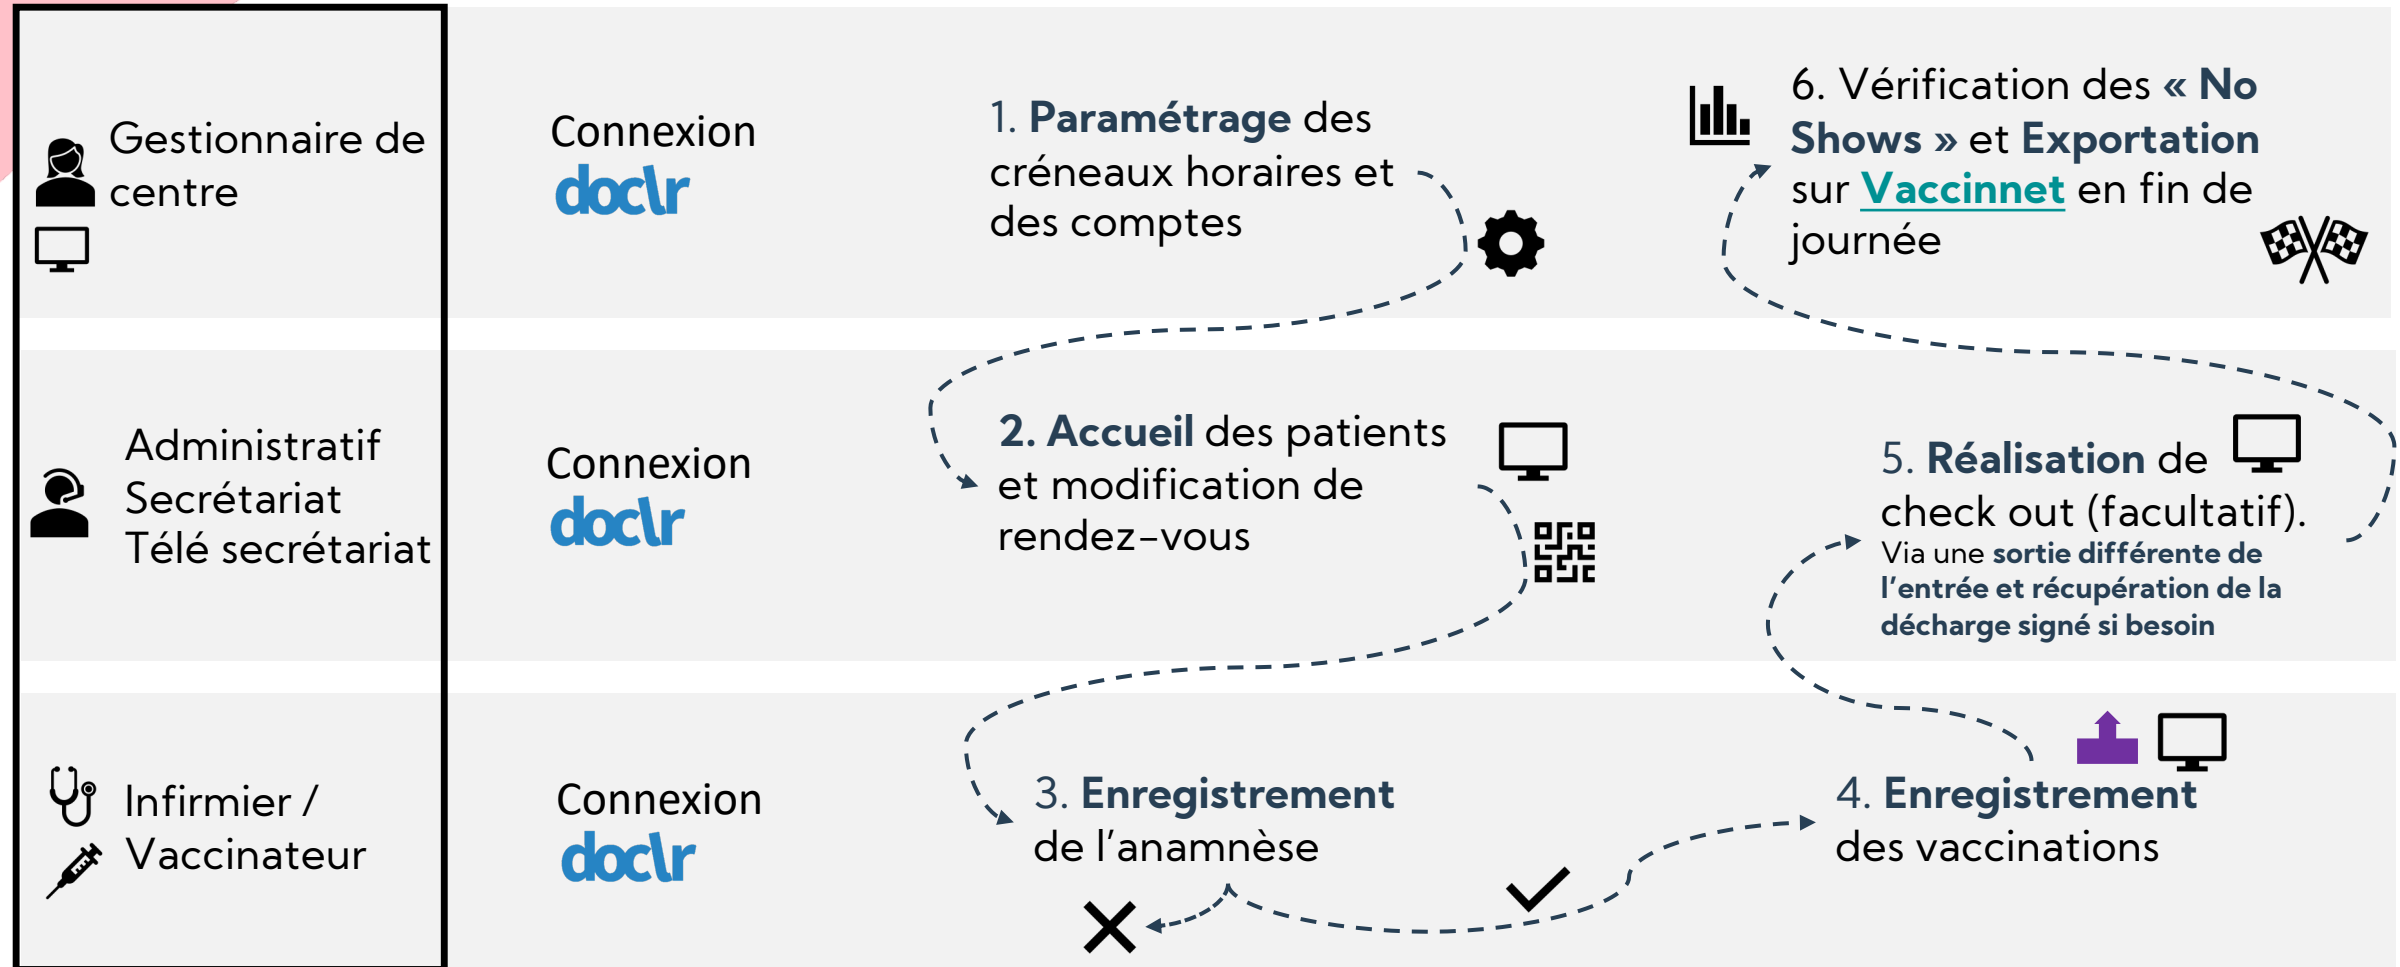 Gestionnaire de
centre
Connexion
doclr
1. Paramétrage des
créneaux horaires et
des comptes
6. Vérification des « No
Shows » et Exportation
sur Vaccinnet en fin de
journée
Administratif
Secrétariat
Télé secrétariat
Connexion
doclr
2. Accueil des patients
et modification de
rendez-vous
5. Réalisation de
check out (facultatif).
Via une sortie différente de
l'entrée et récupération de la
décharge signé si besoin
Infirmier /
Vaccinateur
Connexion
doclr
3. Enregistrement
de l'anamnèse
4. Enregistrement
des vaccinations